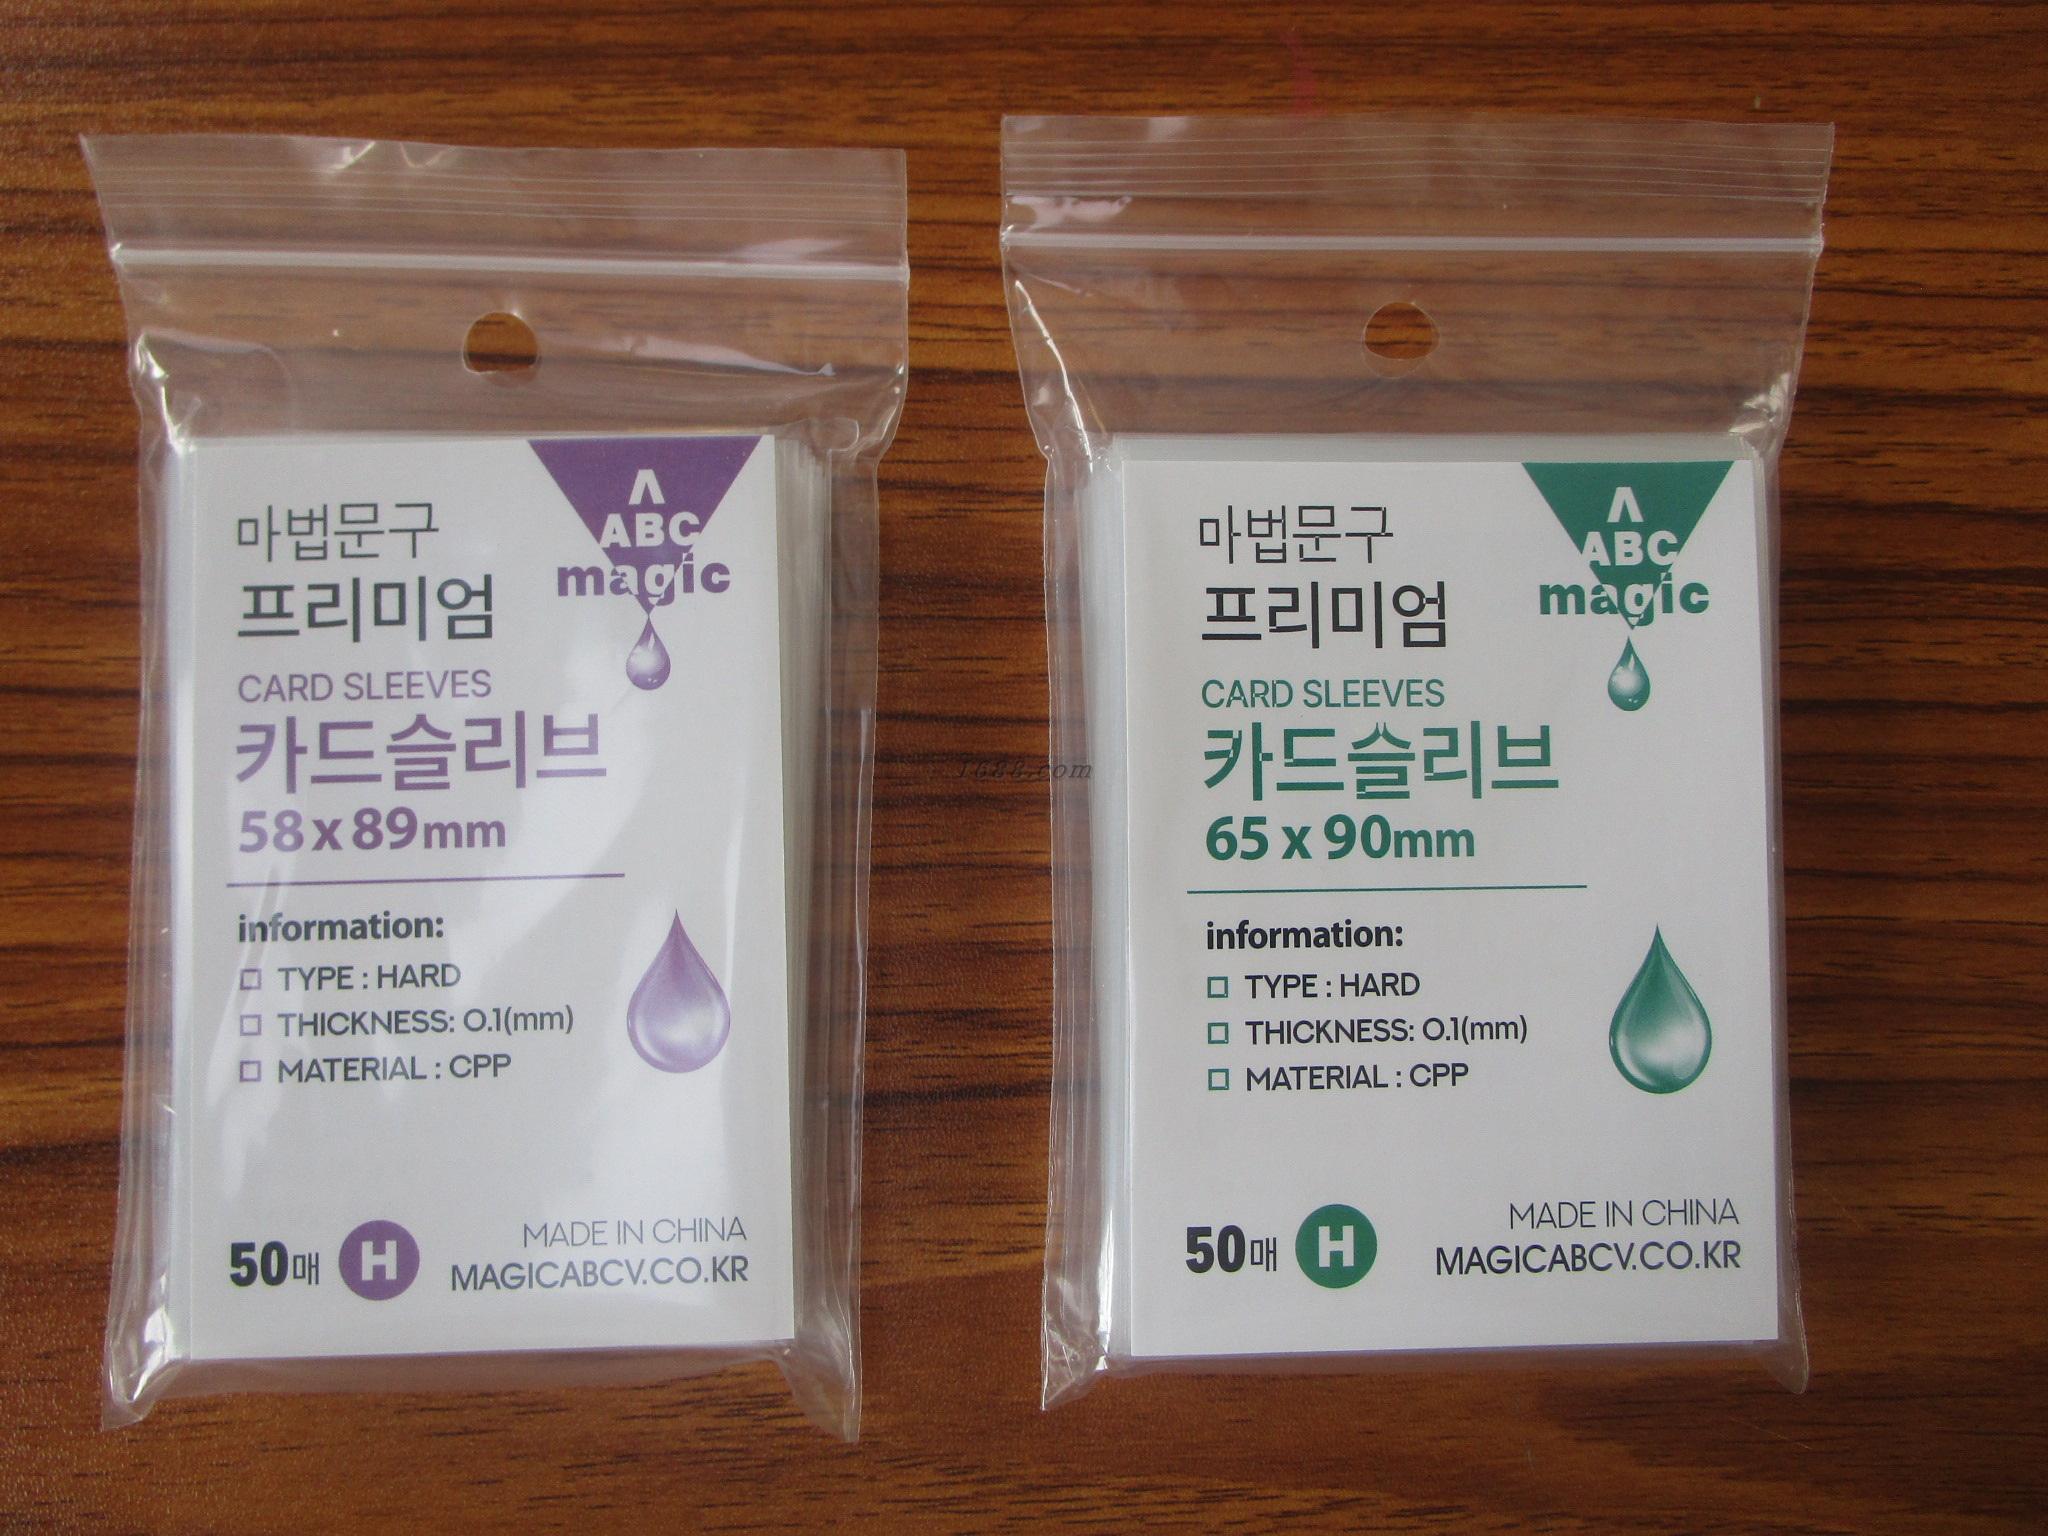 Λ
ABC
magic
마법문구
프리미엄
CARD SLEEVES
카드슬리브
58 x 89mm
information:
TYPE : HARD
THICKNESS: 0.1(mm)
MATERIAL : CPP
50매
H
MADE IN CHINA
MAGICABCV.CO.KR
1688.com
Λ
ABC
magic
마법문구
프리미엄
CARD SLEEVES
카드슬리브
65 x 90mm
information:
TYPE : HARD
THICKNESS: 0.1(mm)
MATERIAL : CPP
50매
H
MADE IN CHINA
MAGICABCV.CO.KR